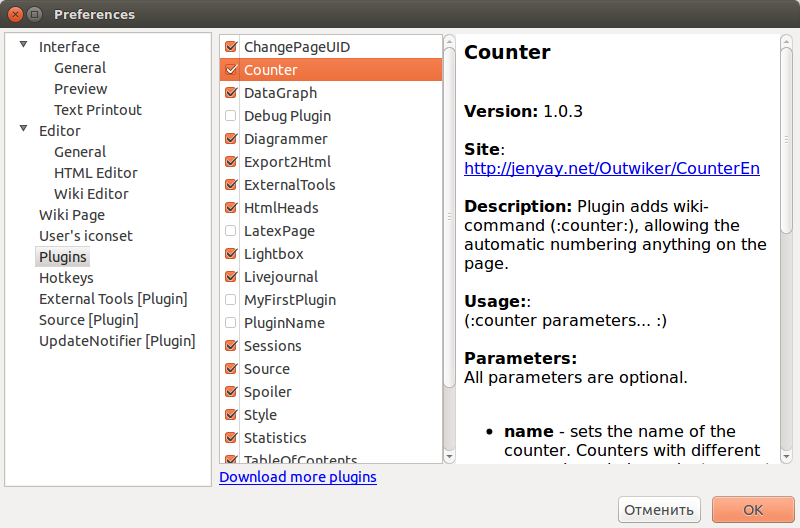 Preferences
Interface
General
Preview
Text Printout
Editor
General
HTML Editor
Wiki Editor
Wiki Page
User's iconset
Plugins
Hotkeys
External Tools [Plugin]
Source [Plugin]
UpdateNotifier [Plugin]
ChangePageUID
Counter
DataGraph
Debug Plugin
Diagrammer
Export2Html
ExternalTools
HtmlHeads
LatexPage
Lightbox
Livejournal
MyFirstPlugin
PluginName
Sessions
Source
Spoiler
Style
Statistics
TableOfContents
Download more plugins
Counter
Version: 1.0.3
Site:
http://jenyay.net/Outwiker/CounterEn
Description: Plugin adds wiki-
command (:counter:), allowing the
automatic numbering anything on the
page.
Usage::
(:counter parameters... :)
Parameters:
All parameters are optional.
• name - sets the name of the
counter. Counters with different
Отменить
OK